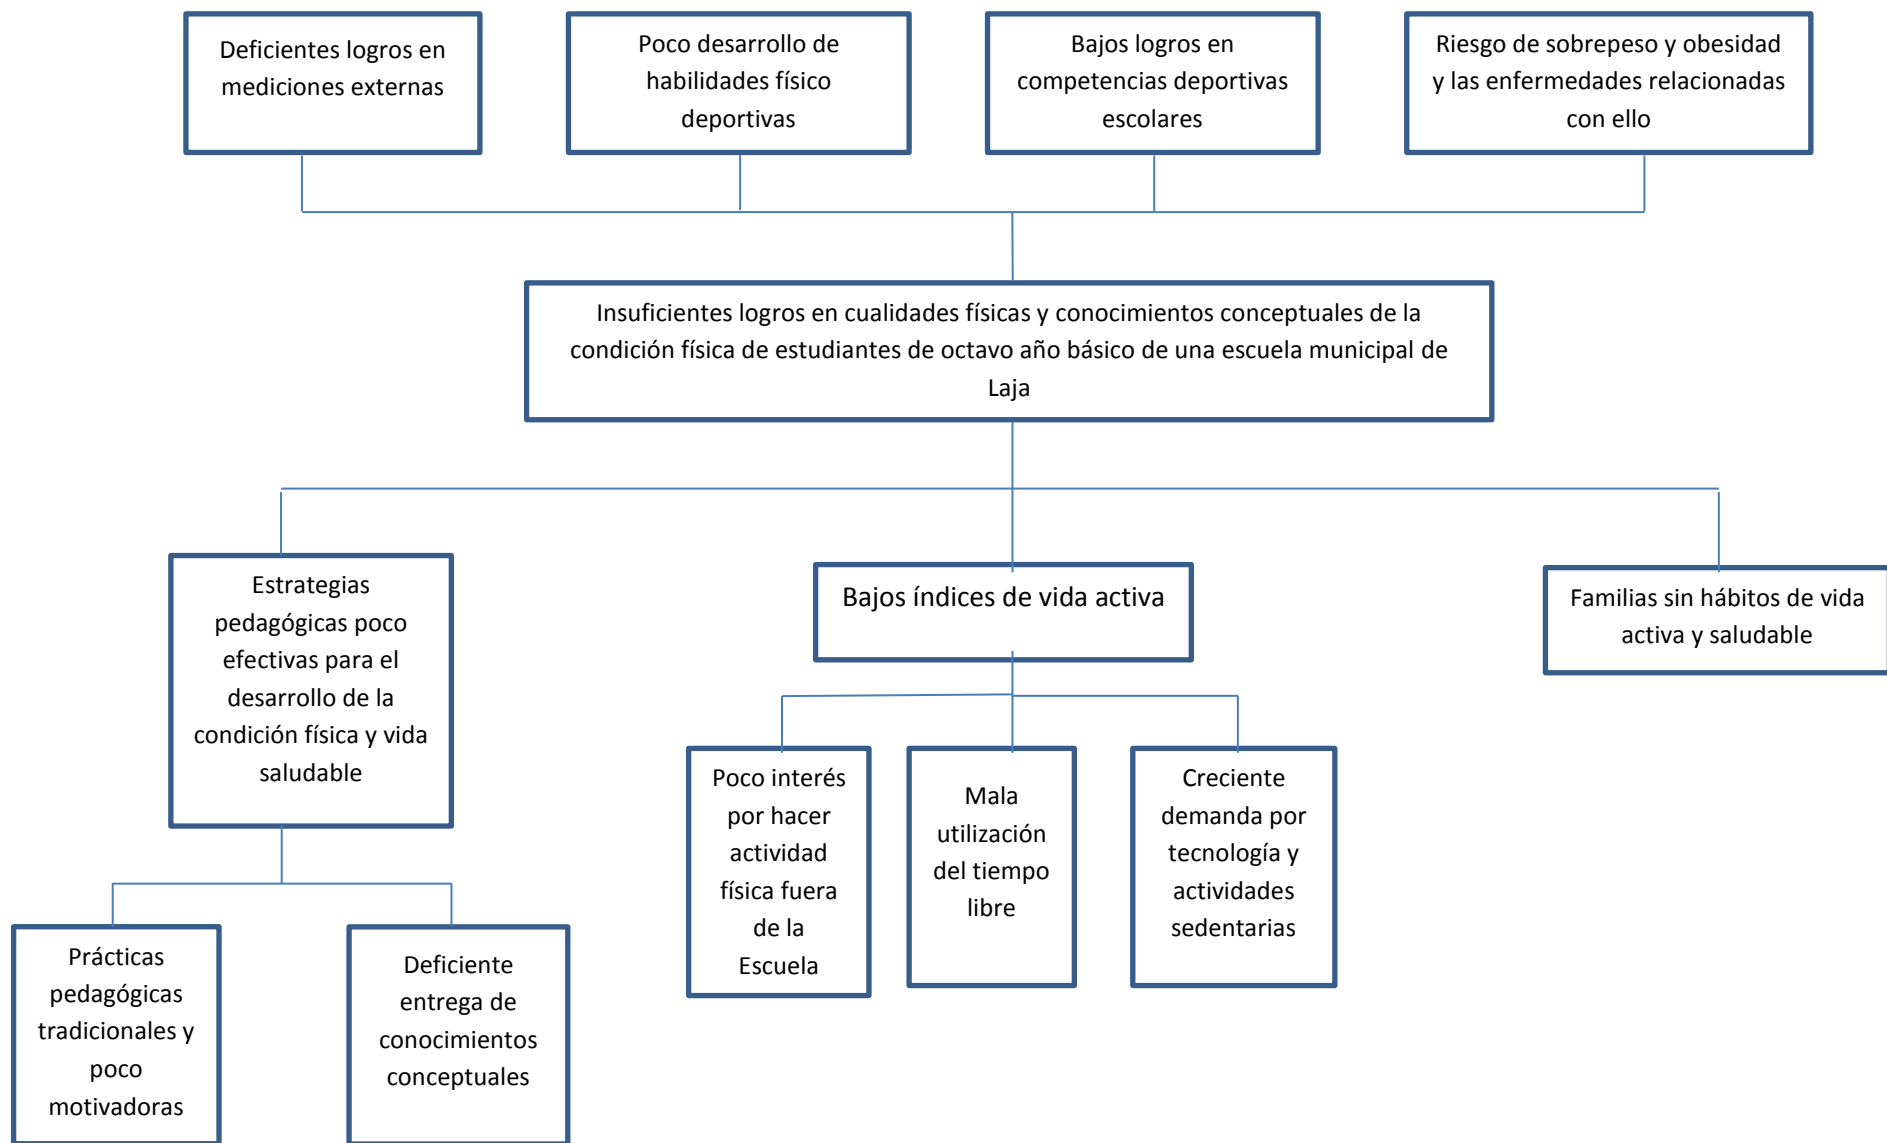 Deficientes logros en
mediciones externas
Poco desarrollo de
habilidades físico
deportivas
Bajos logros en
competencias deportivas
escolares
Riesgo de sobrepeso y obesidad
y las enfermedades relacionadas
con ello
Insuficientes logros en cualidades físicas y conocimientos conceptuales de la
condición física de estudiantes de octavo año básico de una escuela municipal de
Laja
Estrategias
pedagógicas poco
efectivas para el
desarrollo de la
condición física y vida
saludable
Bajos índices de vida activa
Familias sin hábitos de vida
activa y saludable
Prácticas
pedagógicas
tradicionales y
poco
motivadoras
Deficiente
entrega de
conocimientos
conceptuales
Poco interés
por hacer
actividad
física fuera
de la
Escuela
Mala
utilización
del tiempo
libre
Creciente
demanda por
tecnología y
actividades
sedentarias